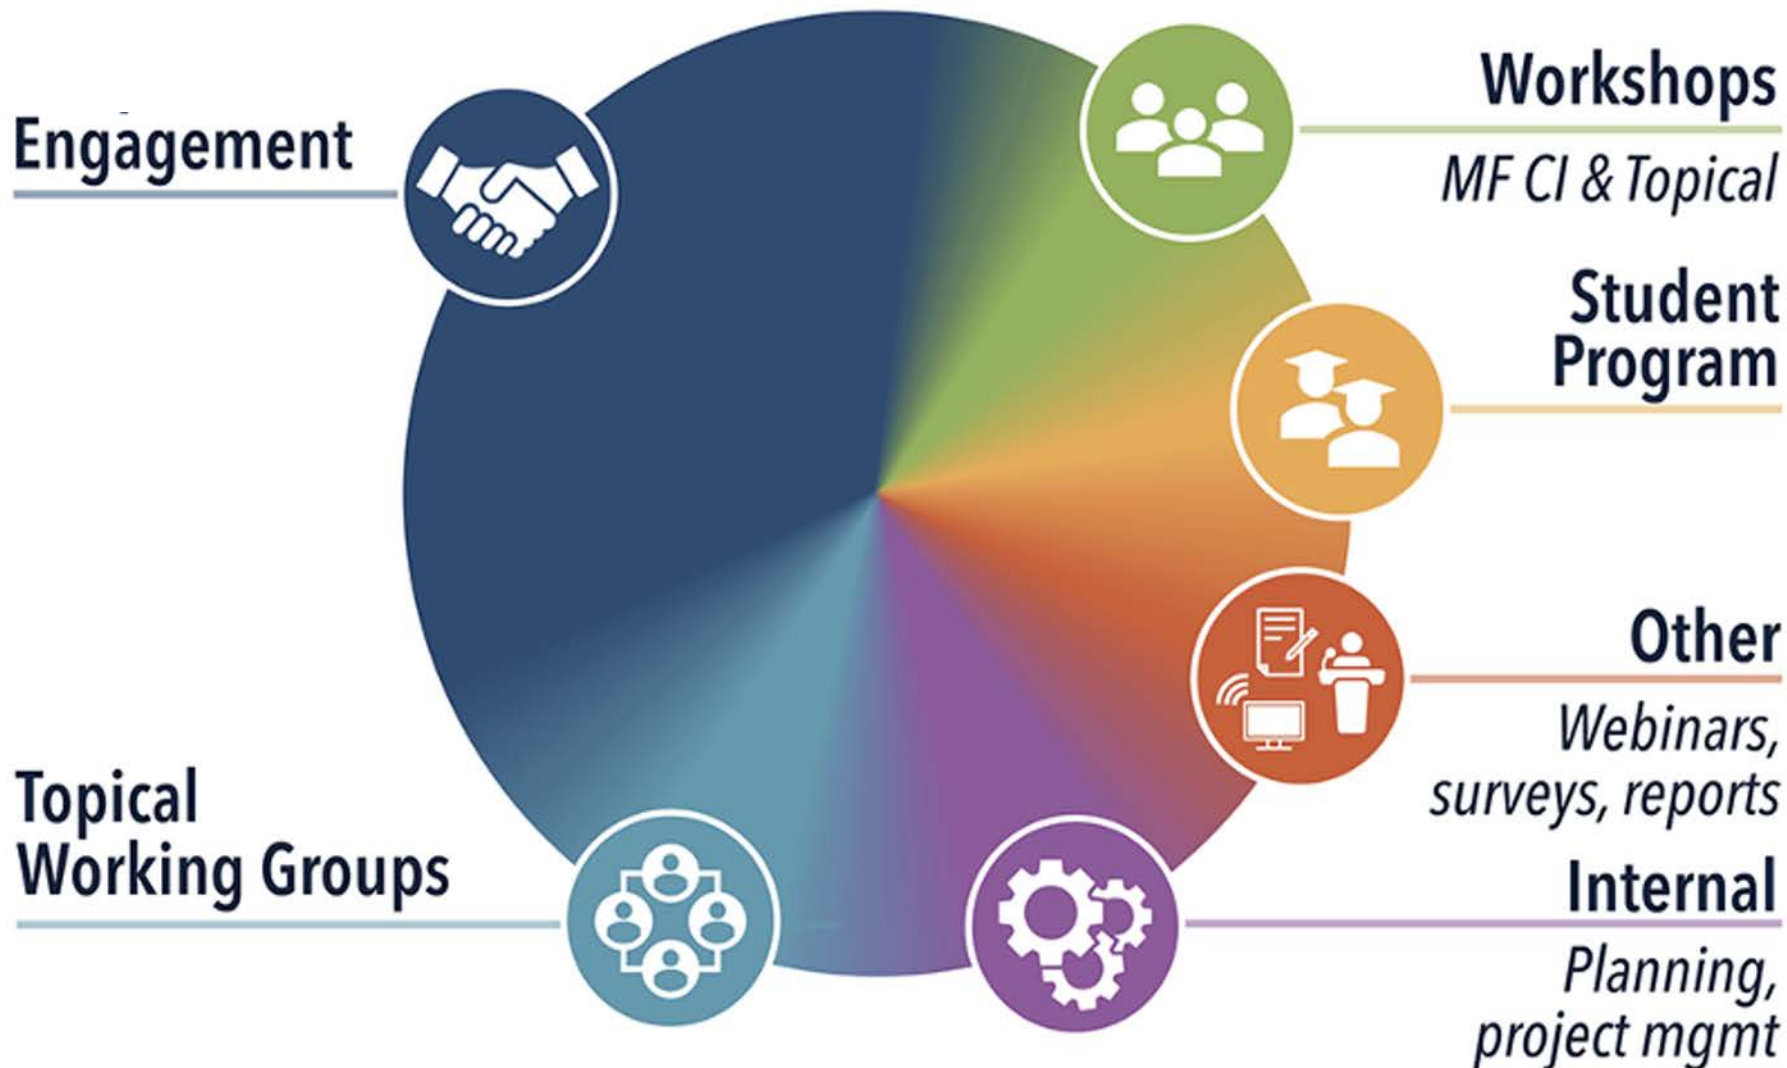 Engagement
Workshops
MF CI & Topical
Student
Program
Other
Webinars,
surveys, reports
Topical
Working Groups
Internal
Planning,
project mgmt